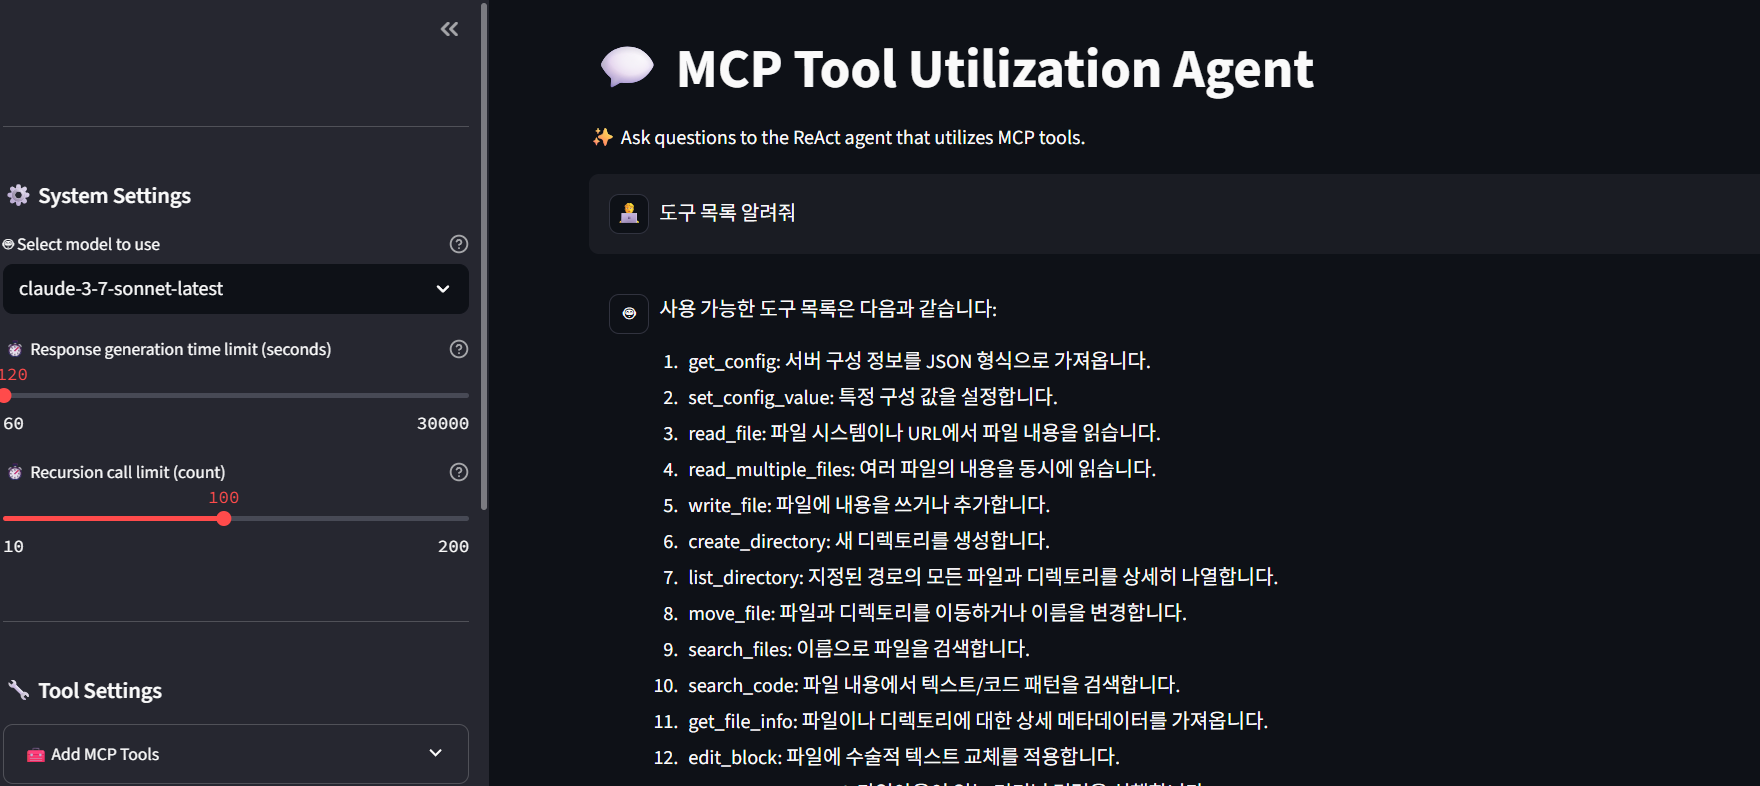 System Settings
Select model to use
claude-3-7-sonnet-latest
Response generation time limit (seconds)
120
60 30000
Recursion call limit (count)
100
10 200
Tool Settings
Add MCP Tools
MCP Tool Utilization Agent
Ask questions to the ReAct agent that utilizes MCP tools.
도구 목록 알려줘
사용 가능한 도구 목록은 다음과 같습니다:
1. get_config: 서버 구성 정보를 JSON 형식으로 가져옵니다.
2. set_config_value: 특정 구성 값을 설정합니다.
3. read_file: 파일 시스템이나 URL에서 파일 내용을 읽습니다.
4. read_multiple_files: 여러 파일의 내용을 동시에 읽습니다.
5. write_file: 파일에 내용을 쓰거나 추가합니다.
6. create_directory: 새 디렉토리를 생성합니다.
7. list_directory: 지정된 경로의 모든 파일과 디렉토리를 상세히 나열합니다.
8. move_file: 파일과 디렉토리를 이동하거나 이름을 변경합니다.
9. search_files: 이름으로 파일을 검색합니다.
10. search_code: 파일 내용에서 텍스트/코드 패턴을 검색합니다.
11. get_file_info: 파일이나 디렉토리에 대한 상세 메타데이터를 가져옵니다.
12. edit_block: 파일에 수술적 텍스트 교체를 적용합니다.